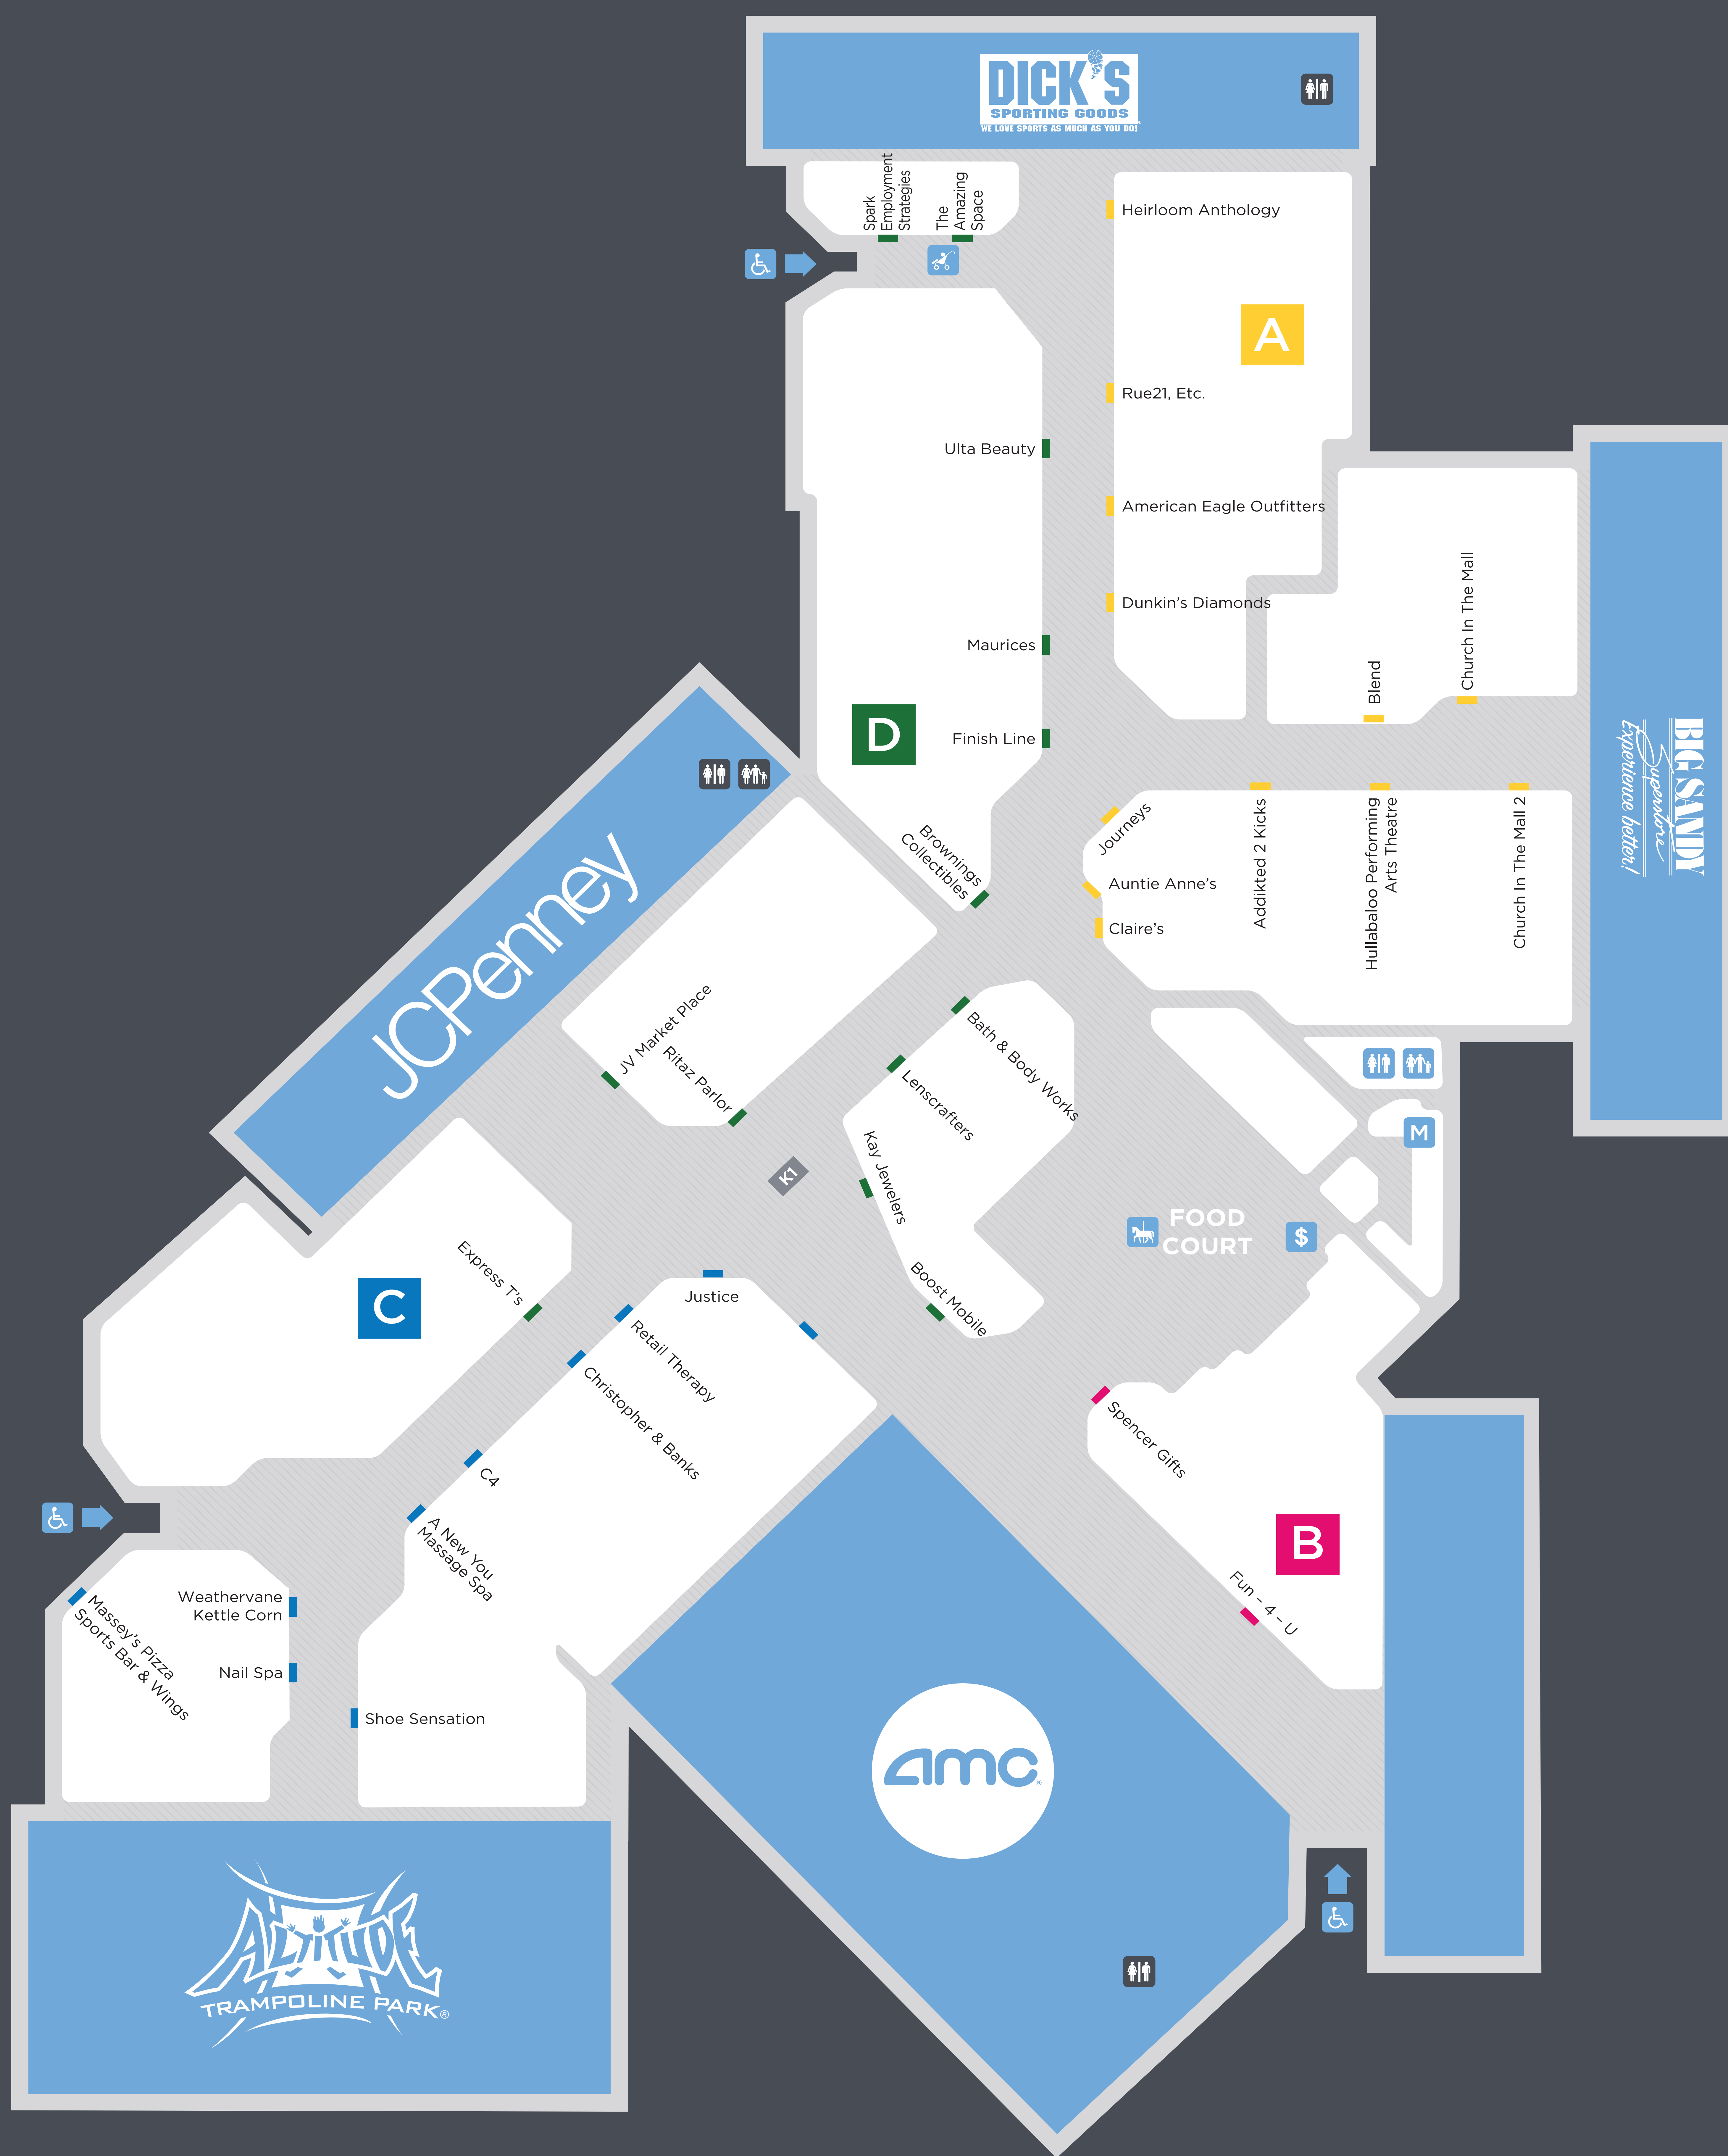 DICK'S
SPORTING GOODS
WE LOVE SPORTS AS MUCH AS YOU DO!
Spark
Employment
Strategies
The
Amazing
Space
Heirloom Anthology
A
Rue21, Etc.
Ulta Beauty
American Eagle Outfitters
Dunkin's Diamonds
Maurices
Blend
Church In The Mall
D
Finish Line
BIG SANDY
Superstore
Experience better!
Brownings
Collectibles
Journeys
Auntie Anne's
Claire's
Addikted 2 Kicks
Hullabaloo Performing
Arts Theatre
Church In The Mall 2
JCPenney
JV Market Place
Ritaz Parlor
Bath & Body Works
Lenscrafters
Kay Jewelers
Boost Mobile
K1
M
FOOD
COURT
$
Express T's
C
Justice
Retail Therapy
Christopher & Banks
C4
A New You
Massage Spa
Spencer Gifts
B
Fun – 4 – U
Weathervane
Kettle Corn
Massey's Pizza
Sports Bar & Wings
Nail Spa
Shoe Sensation
amc®
ALTITUDE
TRAMPOLINE PARK®